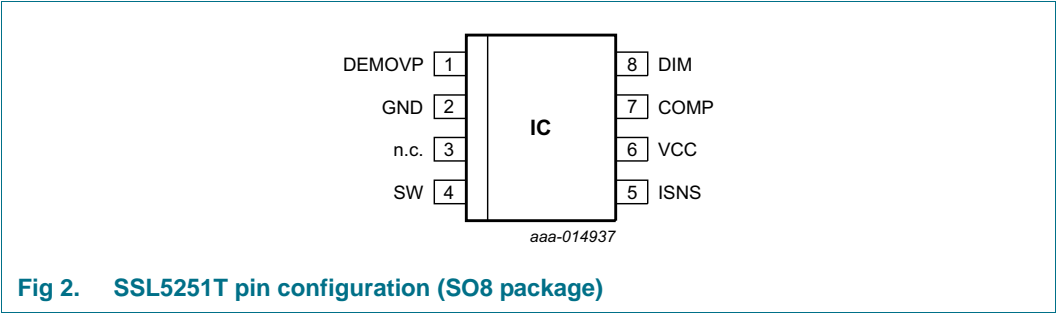 DEMOVP 1 8 DIM
GND 2 7 COMP
IC
n.c. 3 6 VCC
SW 4 5 ISNS
aaa-014937
Fig 2. SSL5251T pin configuration (SO8 package)